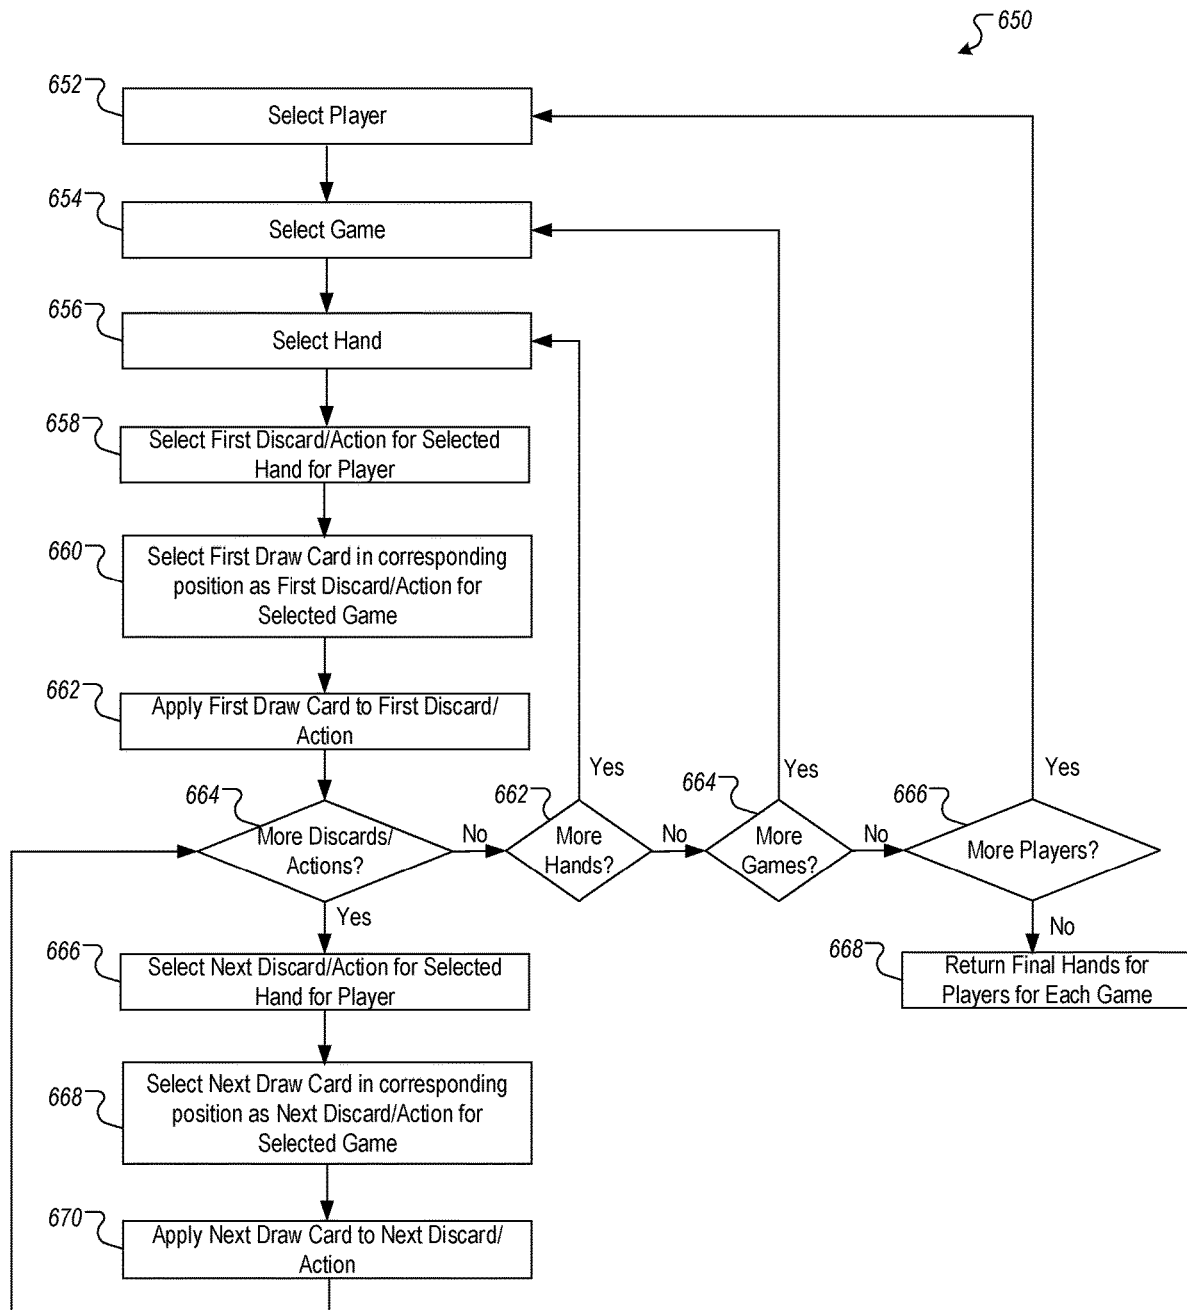 650
652
Select Player
654
Select Game
656
Select Hand
658
Select First Discard/Action for Selected
Hand for Player
660
Select First Draw Card in corresponding
position as First Discard/Action for
Selected Game
662
Apply First Draw Card to First Discard/
Action
664
More Discards/
Actions?
No
Yes
662
More
Hands?
Yes
No
664
More
Games?
Yes
No
666
More Players?
Yes
No
666
Select Next Discard/Action for Selected
Hand for Player
668
Return Final Hands for
Players for Each Game
668
Select Next Draw Card in corresponding
position as Next Discard/Action for
Selected Game
670
Apply Next Draw Card to Next Discard/
Action